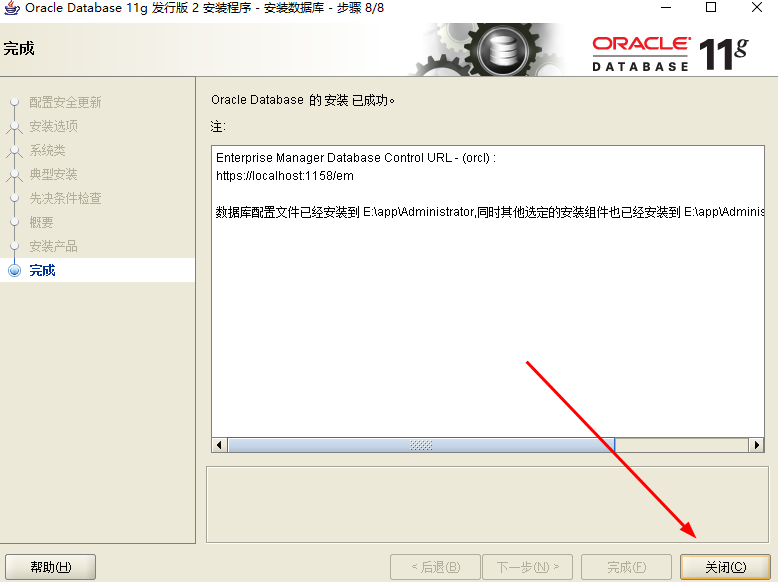 Oracle Database 11g 发行版 2 安装程序 - 安装数据库 - 步骤 8/8
完成
ORACLE
DATABASE 11g
配置安全更新
安装选项
系统类
典型安装
先决条件检查
概要
安装产品
完成
Oracle Database 的 安装 已成功。
注:
Enterprise Manager Database Control URL - (orcl) :
https://localhost:1158/em
数据库配置文件已经安装到 E:\app\Administrator,同时其他选定的安装组件也已经安装到 E:\app\Adminis
帮助(H)
< 后退(B)
下一步(N) >
完成(F)
关闭(C)